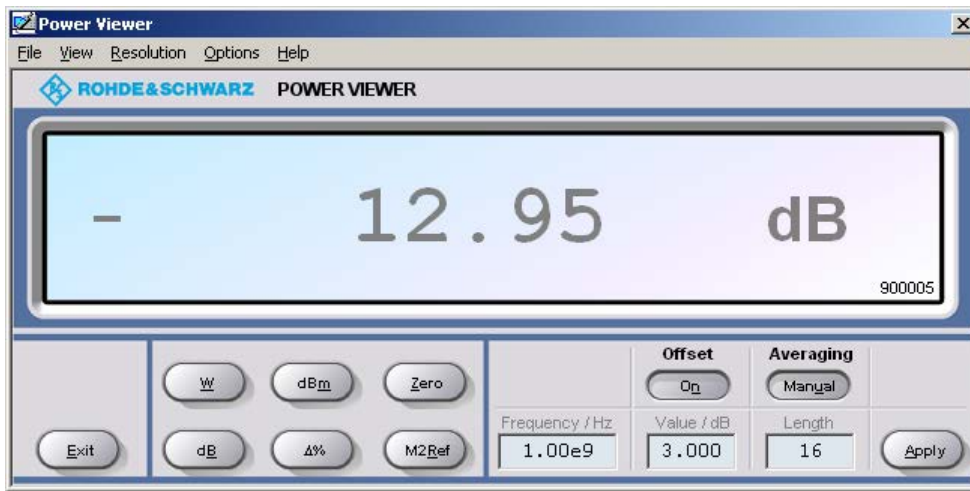 Power Viewer
File View Resolution Options Help
ROHDE&SCHWARZ POWER VIEWER
- 12.95 dB
900005
Offset Averaging
W dBm Zero On Manual
Frequency / Hz Value / dB Length
Exit dB Δ% M2Ref 1.00e9 3.000 16 Apply